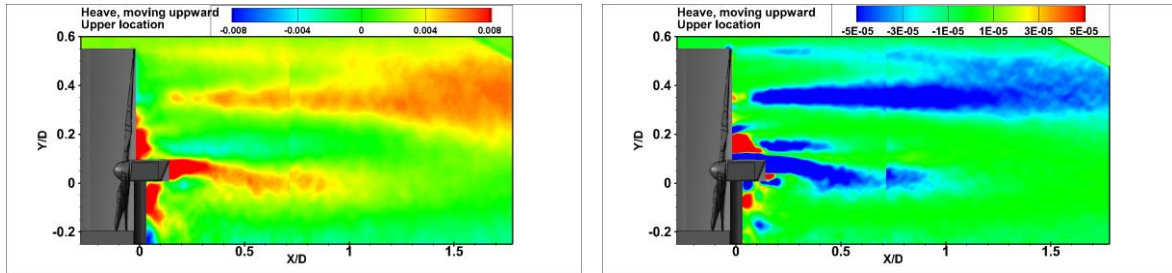 Heave, moving uppward
Upper location
-0.008 -0.004 0 0.004 0.008
0.6
0.4
0.2
0
-0.2
Y/D
0 0.5 1 1.5
X/D
Heave, moving uppward
Upper location
-5E-05 -3E-05 -1E-05 1E-05 3E-05 5E-05
0.6
0.4
0.2
0
-0.2
Y/D
0 0.5 1 1.5
X/D